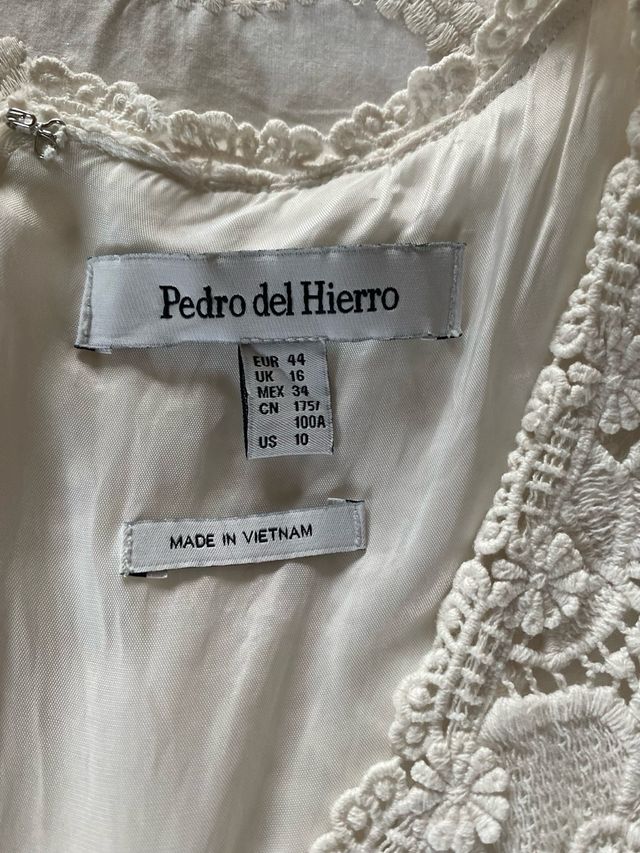 Pedro del Hierro
EUR 44
UK 16
MEX 34
CN 175/
100A
US 10
MADE IN VIETNAM